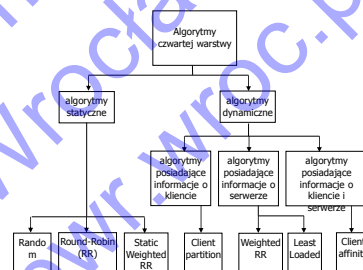 Algorytmy
czwartej warstwy
algorytmy
statyczne
algorytmy
dynamiczne
algorytmy
posiadające
informacje o
kliencie
algorytmy
posiadające
informacje o
serwerze
algorytmy
posiadające
informacje o
kliencie i
serwerze
Rando
m
Round-Robin
(RR)
Static
Weighted
RR
Client
partition
Weighted
RR
Least
Loaded
Client